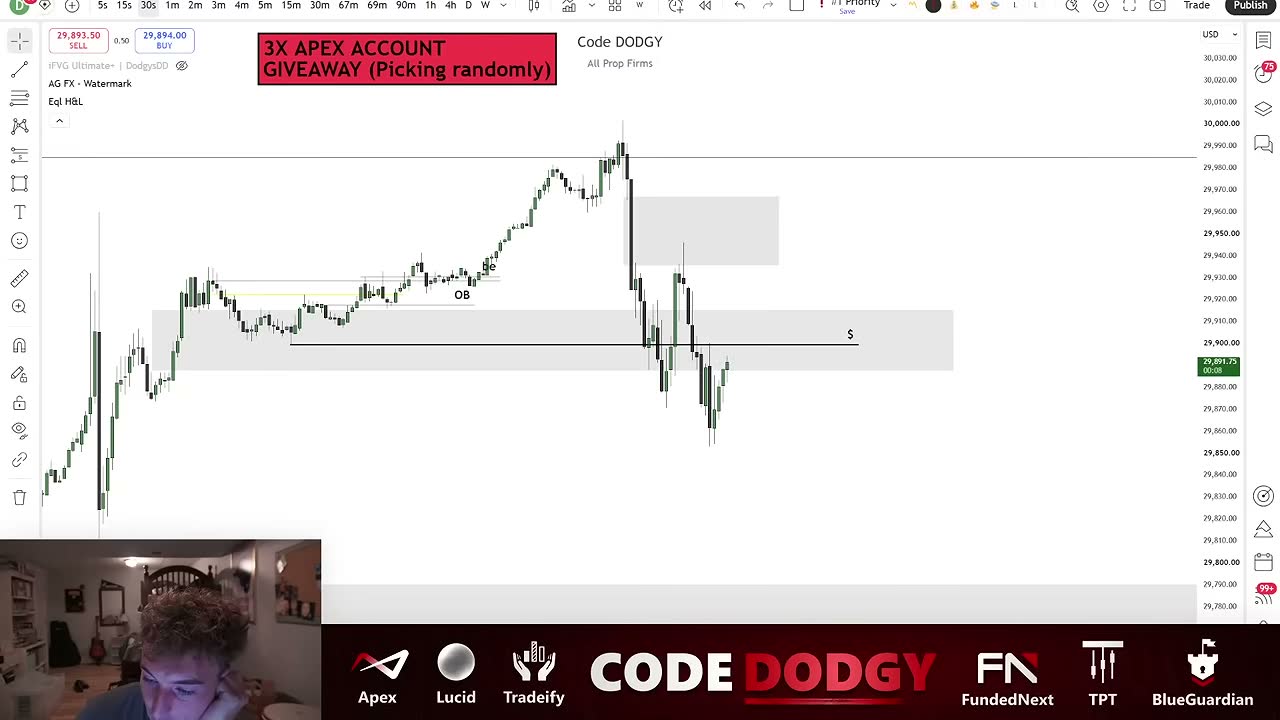 D
5s 15s 30s 1m 2m 3m 4m 5m 15m 30m 67m 69m 90m 1h 4h D W
#1 Priority
Save
Trade
Publish
29,893.50
SELL
0.50
29,894.00
BUY
iFVG Ultimate+ | DodgysDD
AG FX - Watermark
Eql H&L
3X APEX ACCOUNT
GIVEAWAY (Picking randomly)
Code DODGY
All Prop Firms
be
OB
$
USD
30,030.00
30,020.00
30,010.00
30,000.00
29,990.00
29,980.00
29,970.00
29,960.00
29,950.00
29,940.00
29,930.00
29,920.00
29,910.00
29,900.00
29,891.75
00:08
29,880.00
29,870.00
29,860.00
29,850.00
29,840.00
29,830.00
29,820.00
29,810.00
29,800.00
29,790.00
29,780.00
75
99+
Apex
Lucid
Tradeify
CODE DODGY
FN
FundedNext
TPT
BlueGuardian